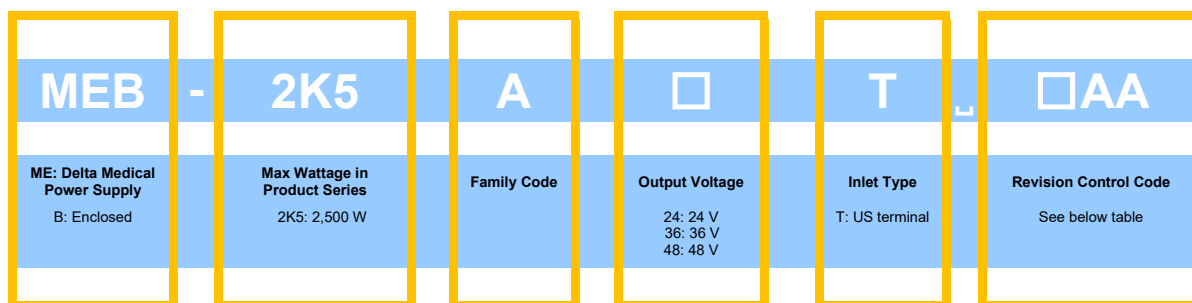 MEB - 2K5 A □ T ␣ □AA
ME: Delta Medical
Power Supply
B: Enclosed
Max Wattage in
Product Series
2K5: 2,500 W
Family Code
Output Voltage
24: 24 V
36: 36 V
48: 48 V
Inlet Type
T: US terminal
Revision Control Code
See below table